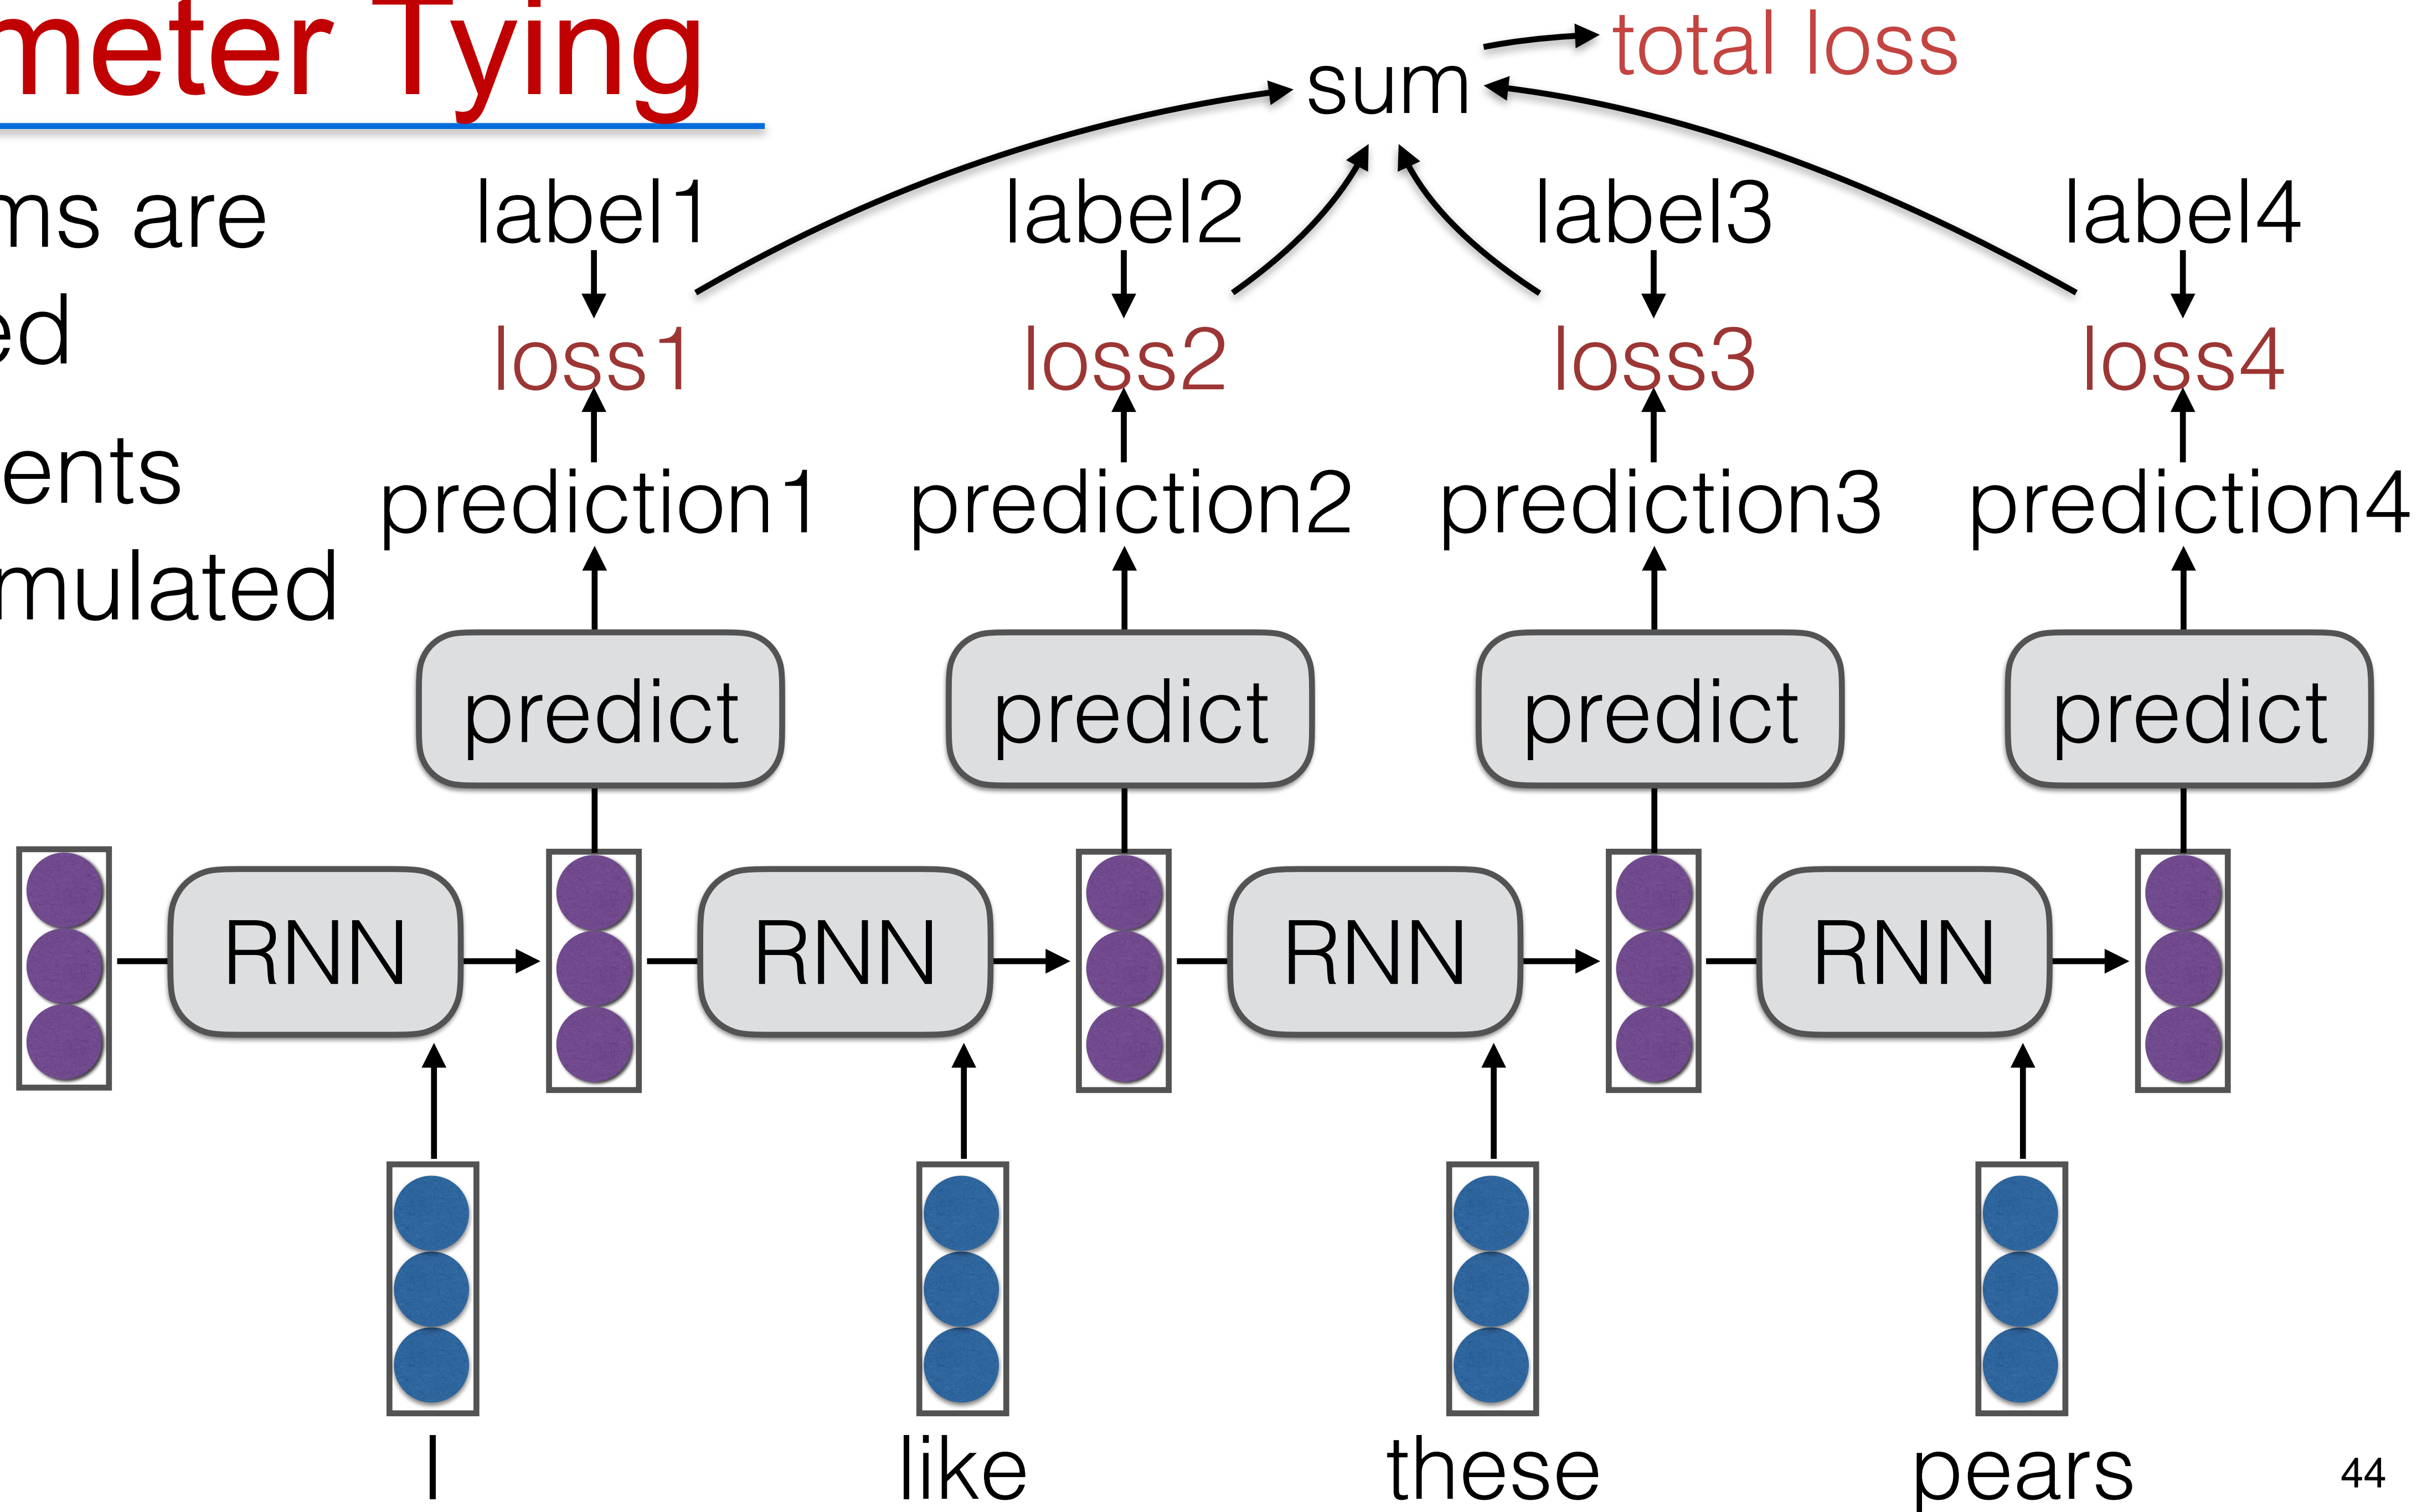 meter Tying
ms are
ed
ents
mulated
sum
total loss
label1 label2 label3 label4
loss1 loss2 loss3 loss4
prediction1 prediction2 prediction3 prediction4
predict predict predict predict
RNN RNN RNN RNN
I like these pears
44